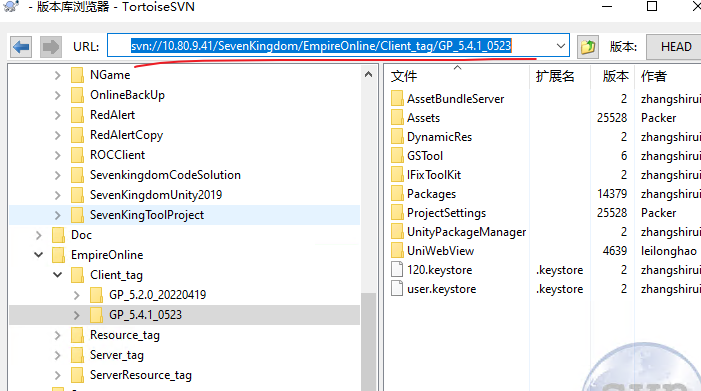 - 版本库浏览器 - TortoiseSVN
URL: svn://10.80.9.41/SevenKingdom/EmpireOnline/Client_tag/GP_5.4.1_0523 版本: HEAD
NGame
OnlineBackUp
RedAlert
RedAlertCopy
ROCClient
SevenkingdomCodeSolution
SevenKingdomUnity2019
SevenKingToolProject
Doc
EmpireOnline
Client_tag
GP_5.2.0_20220419
GP_5.4.1_0523
Resource_tag
Server_tag
ServerResource_tag
文件 扩展名 版本 作者
AssetBundleServer 2 zhangshirui
Assets 25528 Packer
DynamicRes 2 zhangshirui
GSTool 6 zhangshirui
IFixToolKit 2 zhangshirui
Packages 14379 zhangshirui
ProjectSettings 25528 Packer
UnityPackageManager 2 zhangshirui
UniWebView 4639 leilonghao
120.keystore .keystore 2 zhangshirui
user.keystore .keystore 2 zhangshirui